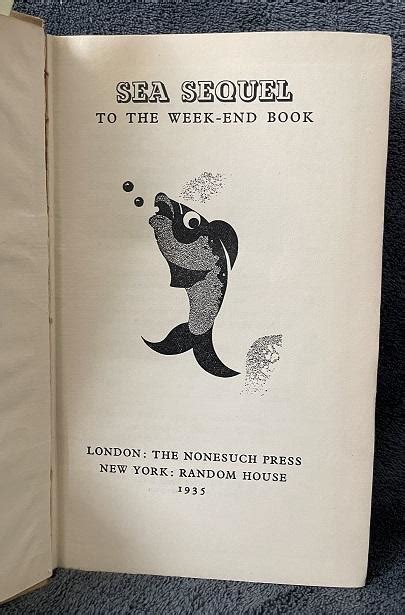 SEA SEQUEL
TO THE WEEK-END BOOK
LONDON: THE NONESUCH PRESS
NEW YORK: RANDOM HOUSE
1935